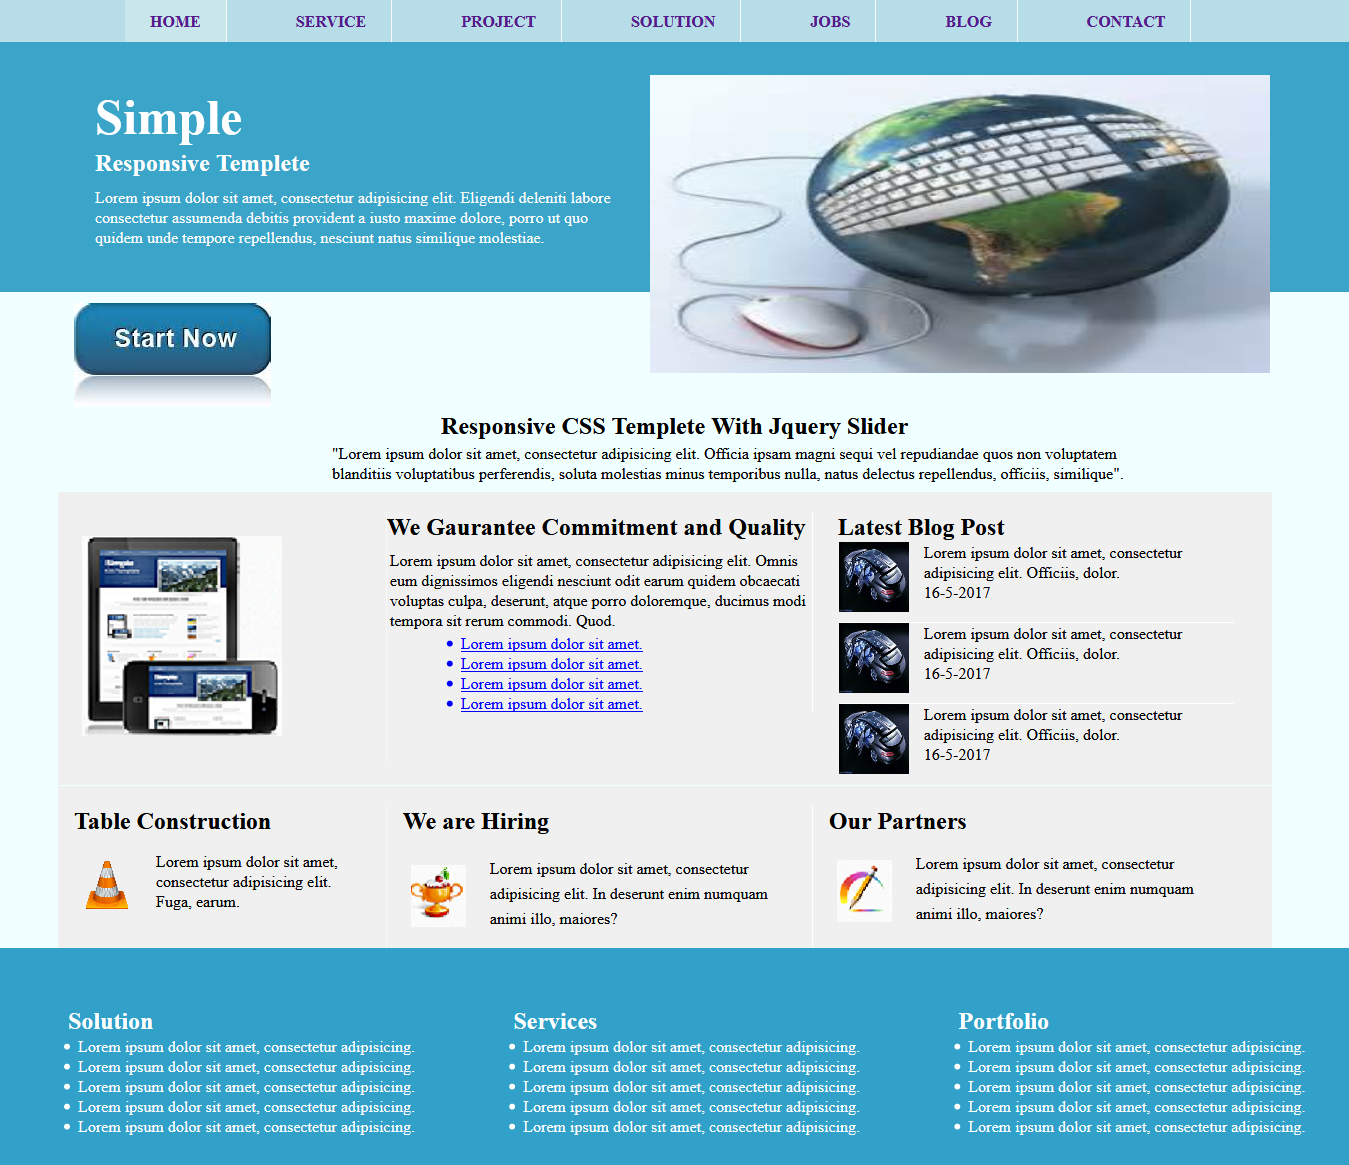 HOME SERVICE PROJECT SOLUTION JOBS BLOG CONTACT
Simple
Responsive Templete
Lorem ipsum dolor sit amet, consectetur adipisicing elit. Eligendi deleniti labore
consectetur assumenda debitis provident a iusto maxime dolore, porro ut quo
quidem unde tempore repellendus, nesciunt natus similique molestiae.
Start Now
Responsive CSS Templete With Jquery Slider
"Lorem ipsum dolor sit amet, consectetur adipisicing elit. Officia ipsam magni sequi vel repudiandae quos non voluptatem
blanditiis voluptatibus perferendis, soluta molestias minus temporibus nulla, natus delectus repellendus, officiis, similique".
We Gaurantee Commitment and Quality
Lorem ipsum dolor sit amet, consectetur adipisicing elit. Omnis
eum dignissimos eligendi nesciunt odit earum quidem obcaecati
voluptas culpa, deserunt, atque porro doloremque, ducimus modi
tempora sit rerum commodi. Quod.
Lorem ipsum dolor sit amet.
Lorem ipsum dolor sit amet.
Lorem ipsum dolor sit amet.
Lorem ipsum dolor sit amet.
Latest Blog Post
Lorem ipsum dolor sit amet, consectetur
adipisicing elit. Officiis, dolor.
16-5-2017
Lorem ipsum dolor sit amet, consectetur
adipisicing elit. Officiis, dolor.
16-5-2017
Lorem ipsum dolor sit amet, consectetur
adipisicing elit. Officiis, dolor.
16-5-2017
Table Construction
Lorem ipsum dolor sit amet,
consectetur adipisicing elit.
Fuga, earum.
We are Hiring
Lorem ipsum dolor sit amet, consectetur
adipisicing elit. In deserunt enim numquam
animi illo, maiores?
Our Partners
Lorem ipsum dolor sit amet, consectetur
adipisicing elit. In deserunt enim numquam
animi illo, maiores?
Solution
Lorem ipsum dolor sit amet, consectetur adipisicing.
Lorem ipsum dolor sit amet, consectetur adipisicing.
Lorem ipsum dolor sit amet, consectetur adipisicing.
Lorem ipsum dolor sit amet, consectetur adipisicing.
Lorem ipsum dolor sit amet, consectetur adipisicing.
Services
Lorem ipsum dolor sit amet, consectetur adipisicing.
Lorem ipsum dolor sit amet, consectetur adipisicing.
Lorem ipsum dolor sit amet, consectetur adipisicing.
Lorem ipsum dolor sit amet, consectetur adipisicing.
Lorem ipsum dolor sit amet, consectetur adipisicing.
Portfolio
Lorem ipsum dolor sit amet, consectetur adipisicing.
Lorem ipsum dolor sit amet, consectetur adipisicing.
Lorem ipsum dolor sit amet, consectetur adipisicing.
Lorem ipsum dolor sit amet, consectetur adipisicing.
Lorem ipsum dolor sit amet, consectetur adipisicing.